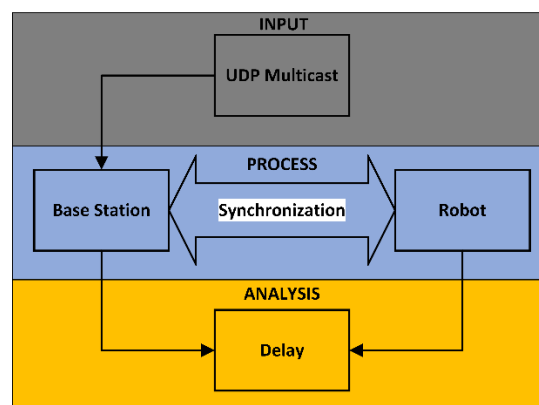 INPUT
UDP Multicast
PROCESS
Base Station
Synchronization
Robot
ANALYSIS
Delay